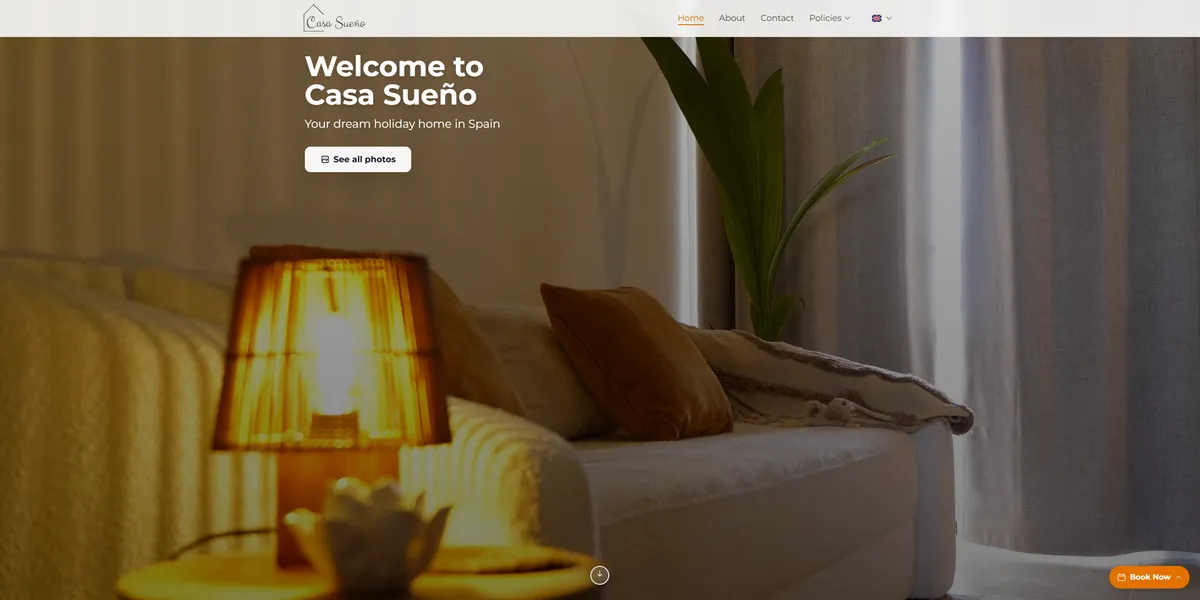 Casa Sueño
Home
About
Contact
Policies
Welcome to
Casa Sueño
Your dream holiday home in Spain
See all photos
Book Now